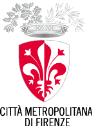 CITTÀ METROPOLITANA
DI FIRENZE